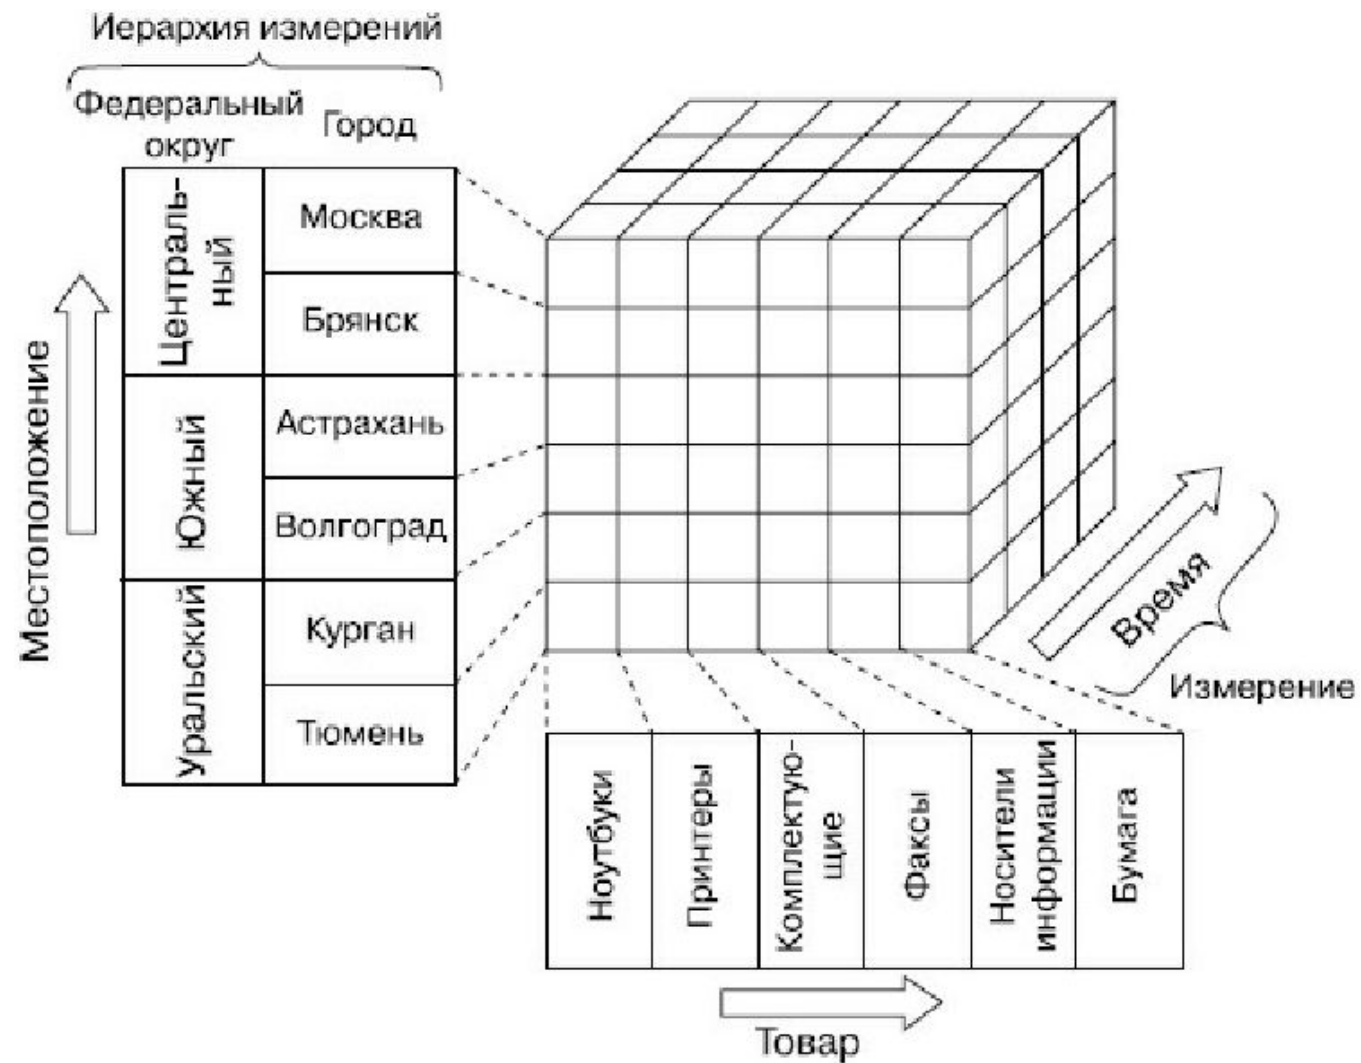 Иерархия измерений
Федеральный
округ
Город
Централь-
ный
Москва
Брянск
Южный
Астрахань
Волгоград
Уральский
Курган
Тюмень
Местоположение
Время
Измерение
Ноутбуки
Принтеры
Комплектую-
щие
Факсы
Носители
информации
Бумага
Товар